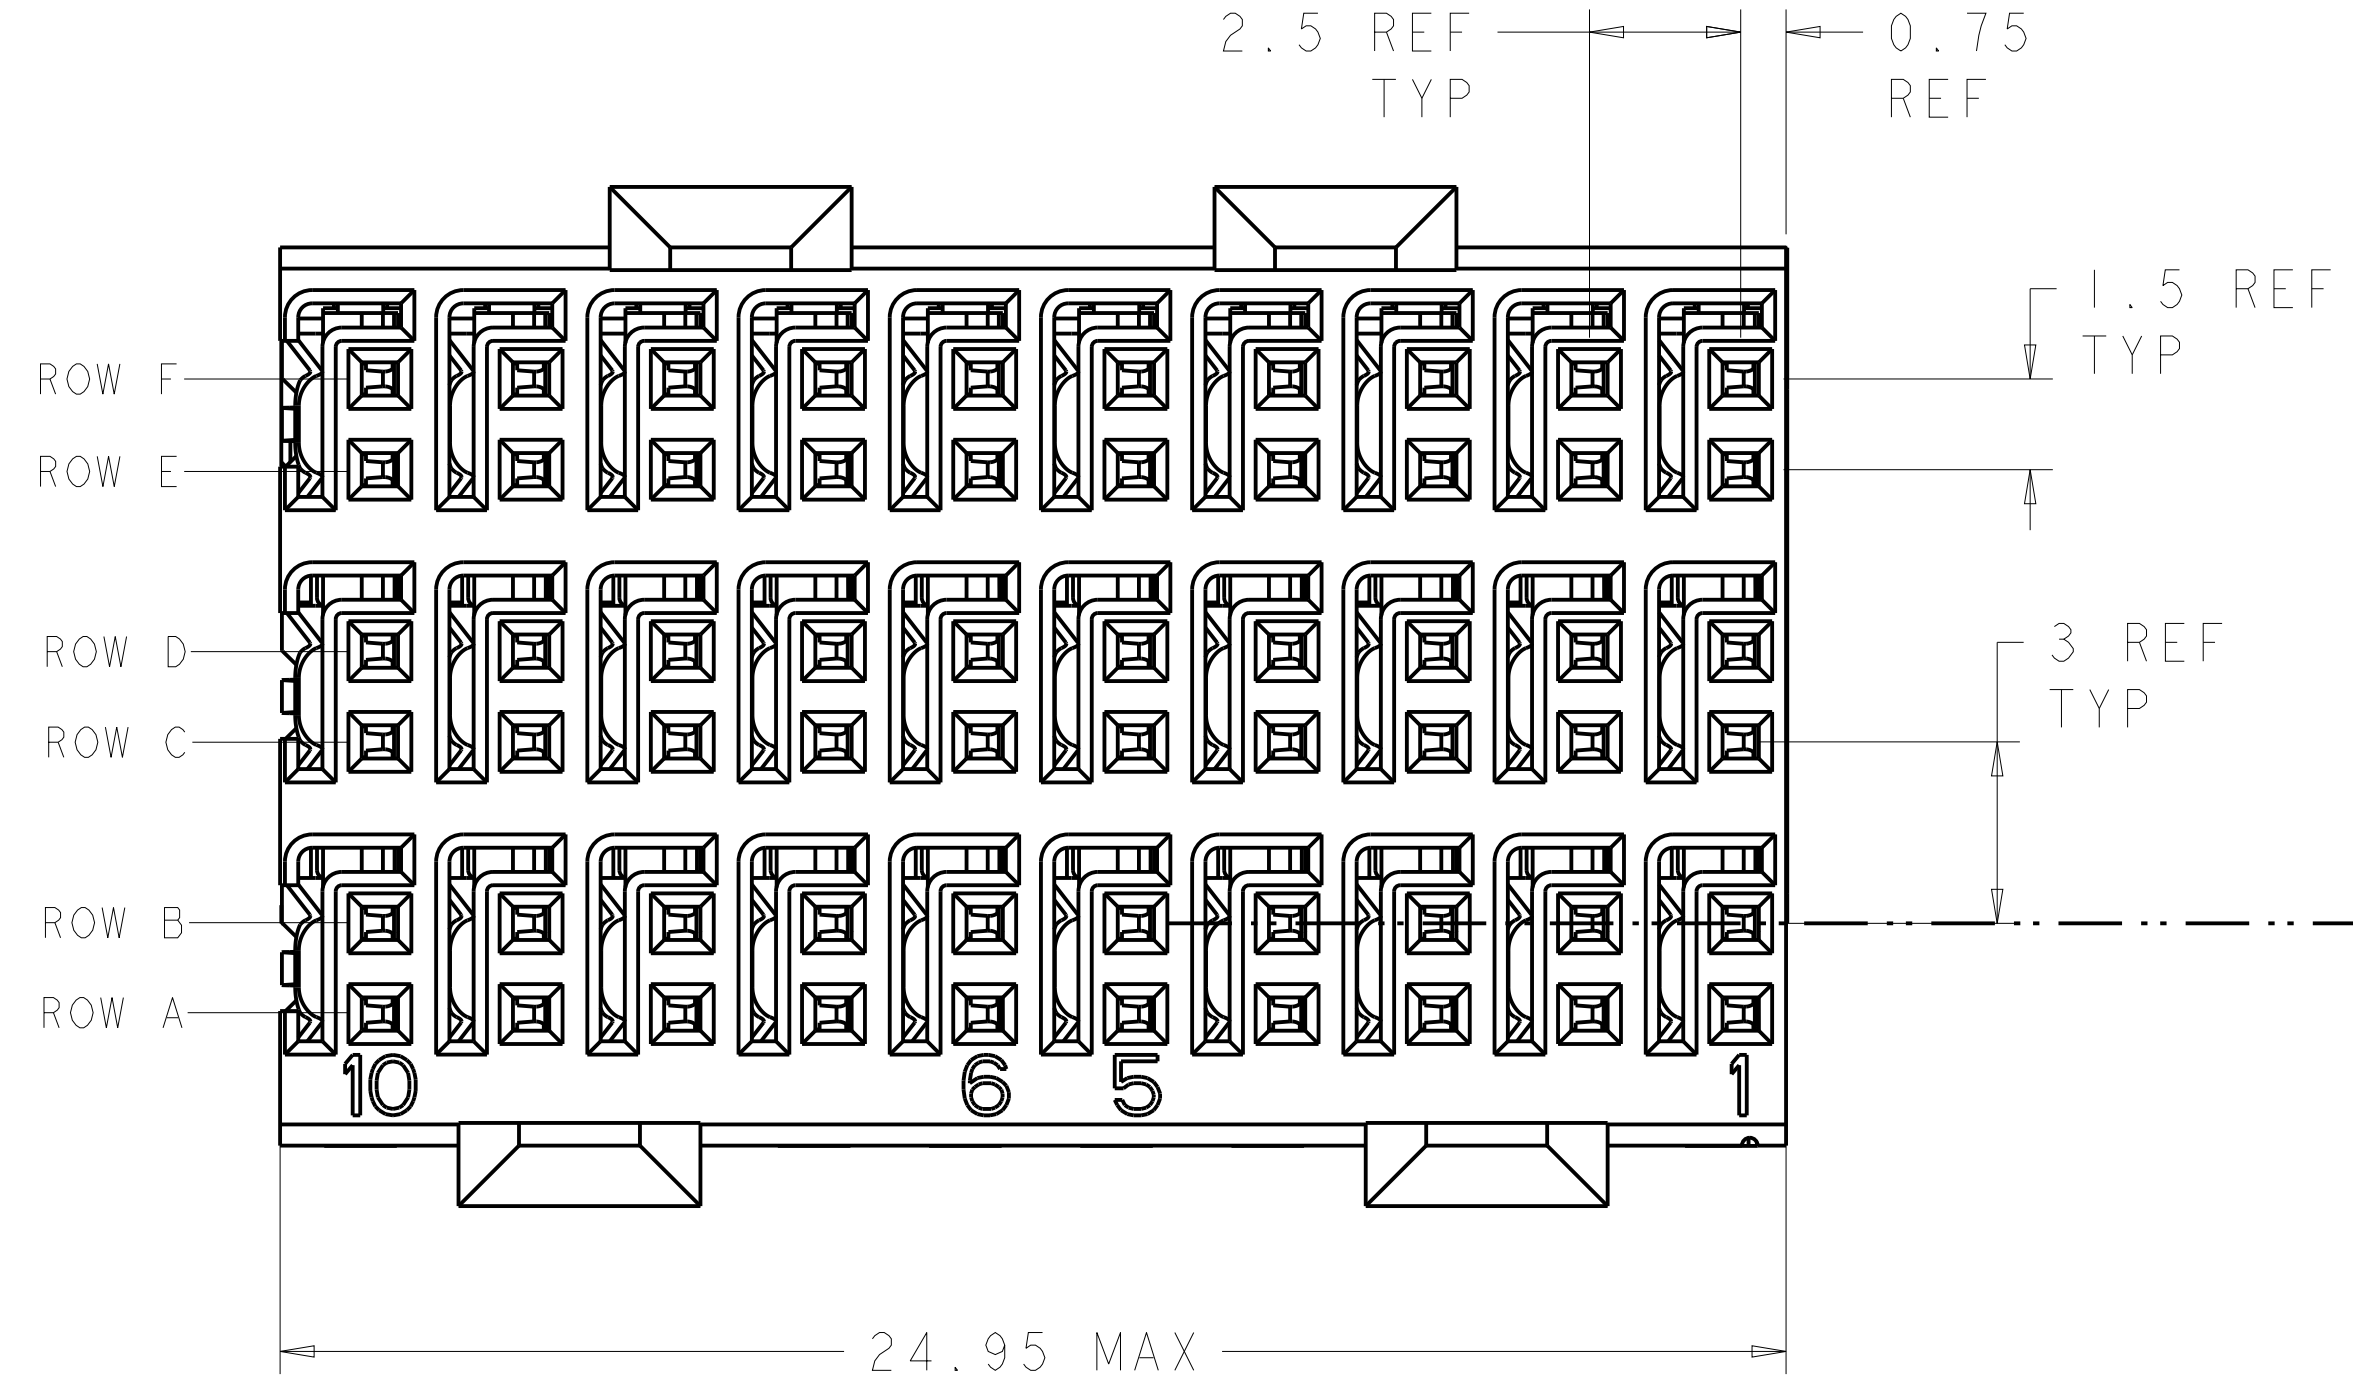 2.5 REF
TYP
0.75
REF
1.5 REF
TYP
ROW F
ROW E
ROW D
3 REF
TYP
ROW C
ROW B
ROW A
10 6 5 1
24.95 MAX